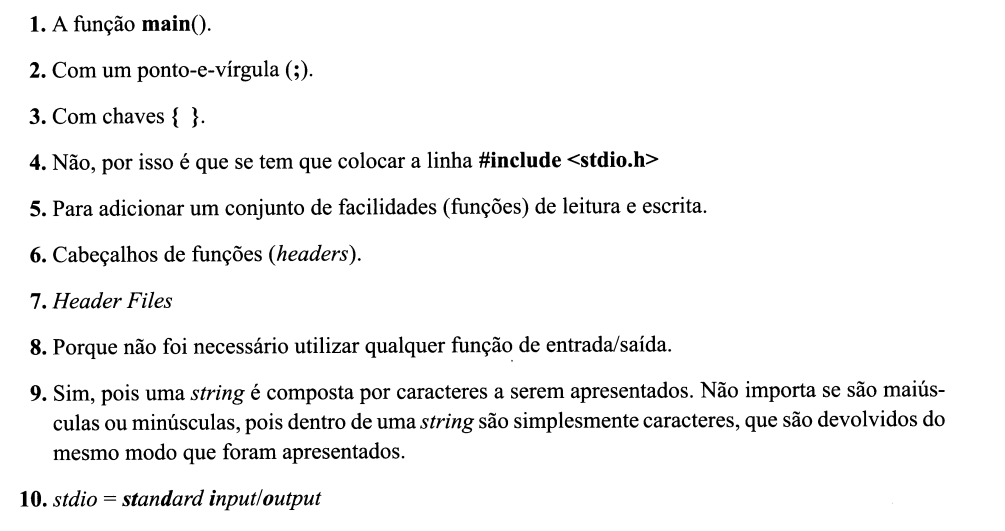 1. A função main().
2. Com um ponto-e-vírgula (;).
3. Com chaves { }.
4. Não, por isso é que se tem que colocar a linha #include <stdio.h>
5. Para adicionar um conjunto de facilidades (funções) de leitura e escrita.
6. Cabeçalhos de funções (headers).
7. Header Files
8. Porque não foi necessário utilizar qualquer função de entrada/saída.
9. Sim, pois uma string é composta por caracteres a serem apresentados. Não importa se são maiús-
culas ou minúsculas, pois dentro de uma string são simplesmente caracteres, que são devolvidos do
mesmo modo que foram apresentados.
10. stdio = standard input/output